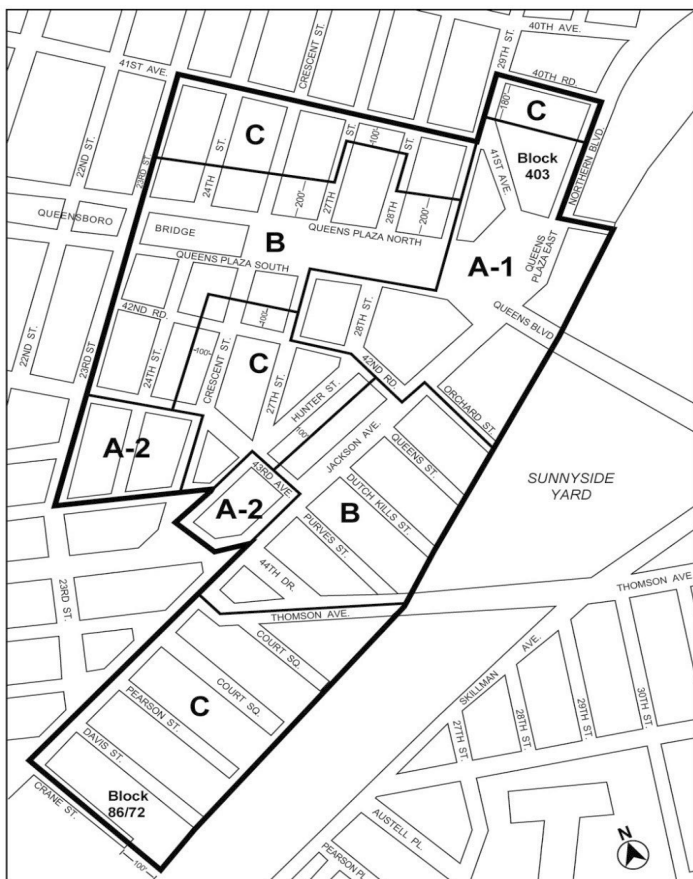 40TH AVE.
29TH ST.
CRESCENT ST.
41ST AVE.
40TH RD.
180'
C
C
100'
ST.
ST.
ST.
Block
403
41ST AVE.
NORTHERN BLVD.
22ND ST.
23RD ST.
24TH
200'
27TH
28TH
200'
QUEENSBORO
BRIDGE
B
QUEENS PLAZA NORTH
QUEENS PLAZA SOUTH
A-1
QUEENS
PLAZA EAST
QUEENS BLVD
42ND RD.
100'
28TH ST.
22ND ST.
23RD ST
24TH ST.
100'
CRESCENT ST.
C
27TH ST.
42ND RD.
HUNTER ST.
ORCHARD ST.
100'
JACKSON AVE.
QUEENS ST.
A-2
43RD AVE.
A-2
B
DUTCH KILLS ST.
SUNNYSIDE
YARD
PURVES ST.
44TH DR.
THOMSON AVE.
THOMSON AVE.
23RD ST.
COURT SQ.
SKILLMAN AVE.
COURT SQ.
C
PEARSON ST.
27TH ST.
28TH ST.
29TH ST.
30TH ST.
DAVIS ST.
Block
86/72
CRANE ST.
AUSTELL PL.
N
100'
PEARSON PL.